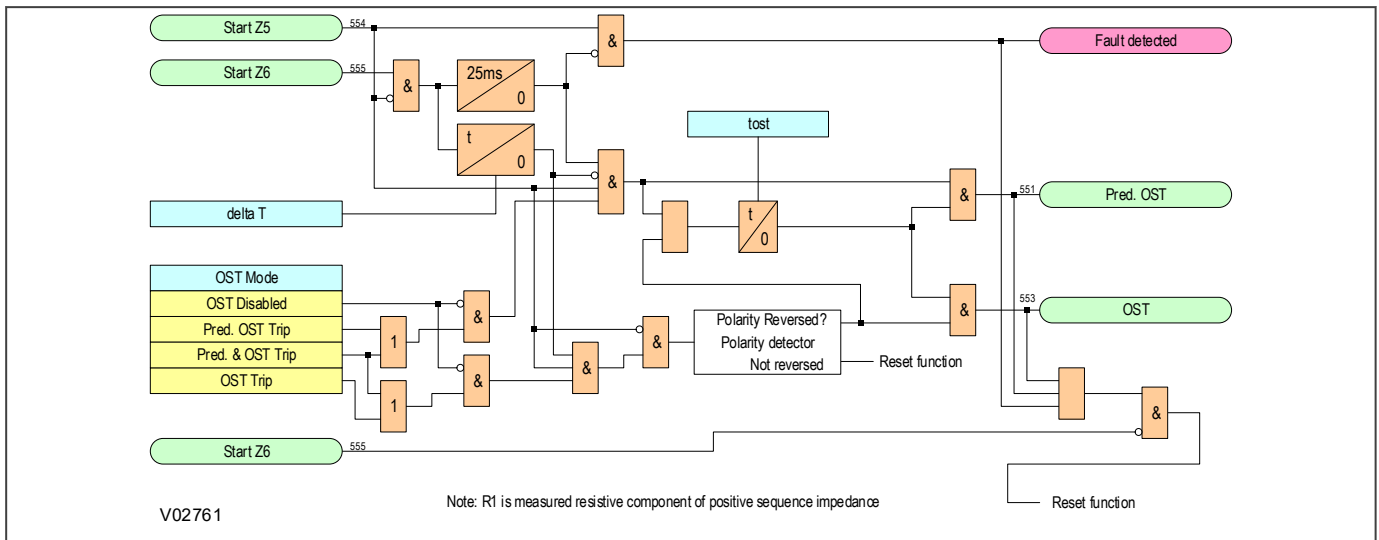 Start Z5
554
&
Fault detected
Start Z6
555
&
25ms
0
t
0
tost
&
&
551
Pred. OST
delta T
t
0
OST Mode
OST Disabled
Pred. OST Trip
1
&
Pred. & OST Trip
OST Trip
1
&
&
&
Polarity Reversed?
Polarity detector
Not reversed
Reset function
&
553
OST
&
Start Z6
555
Reset function
Note: R1 is measured resistive component of positive sequence impedance
V02761